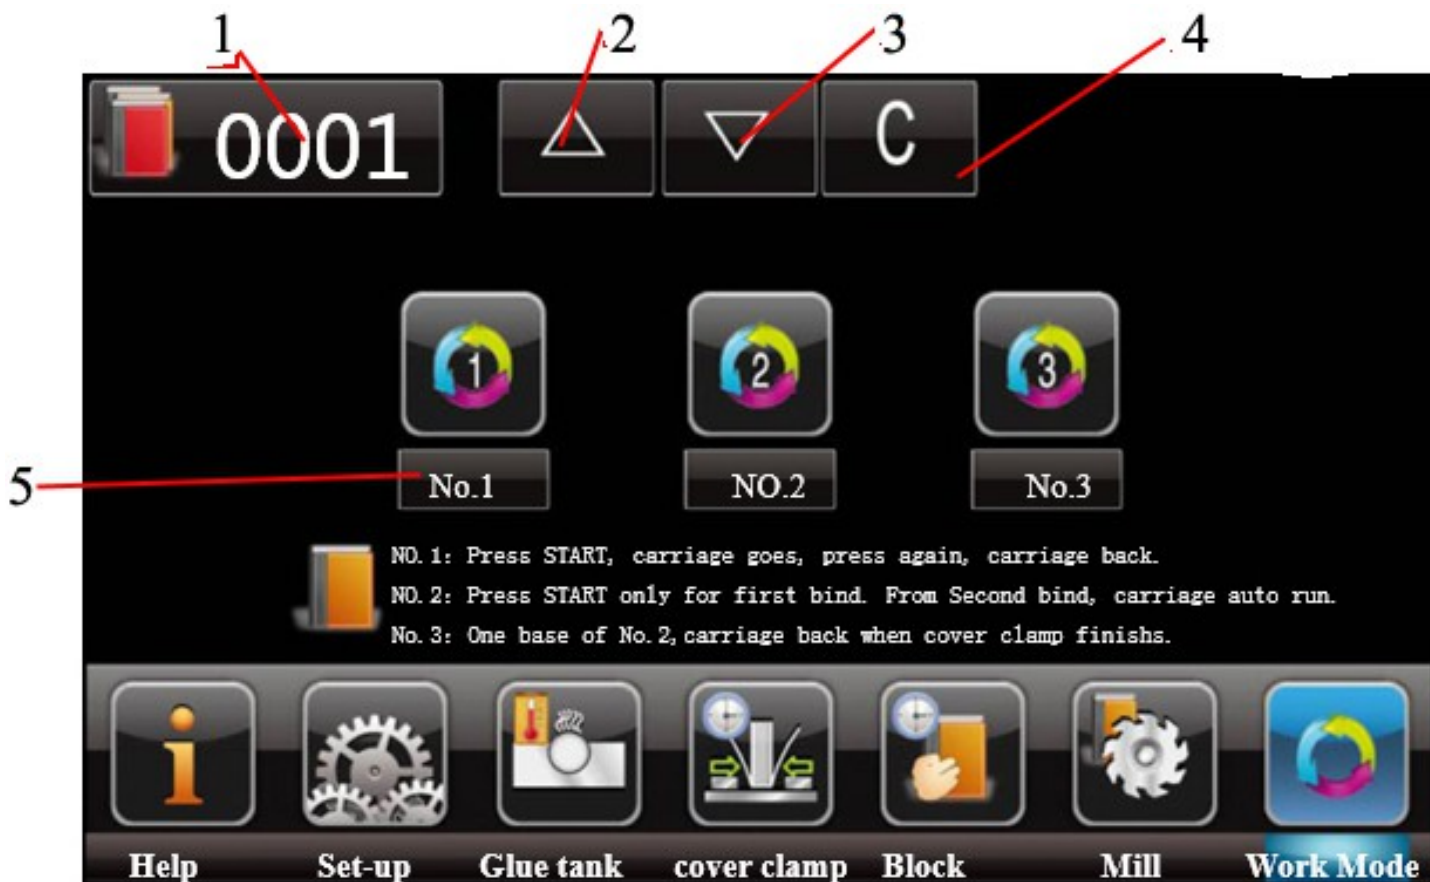 1 2 3 4
0001 C
1 2 3
5
No.1 NO.2 No.3
NO.1: Press START, carriage goes, press again, carriage back.
NO.2: Press START only for first bind. From Second bind, carriage auto run.
No.3: One base of No.2,carriage back when cover clamp finishs.
i
Help Set-up Glue tank cover clamp Block Mill Work Mode